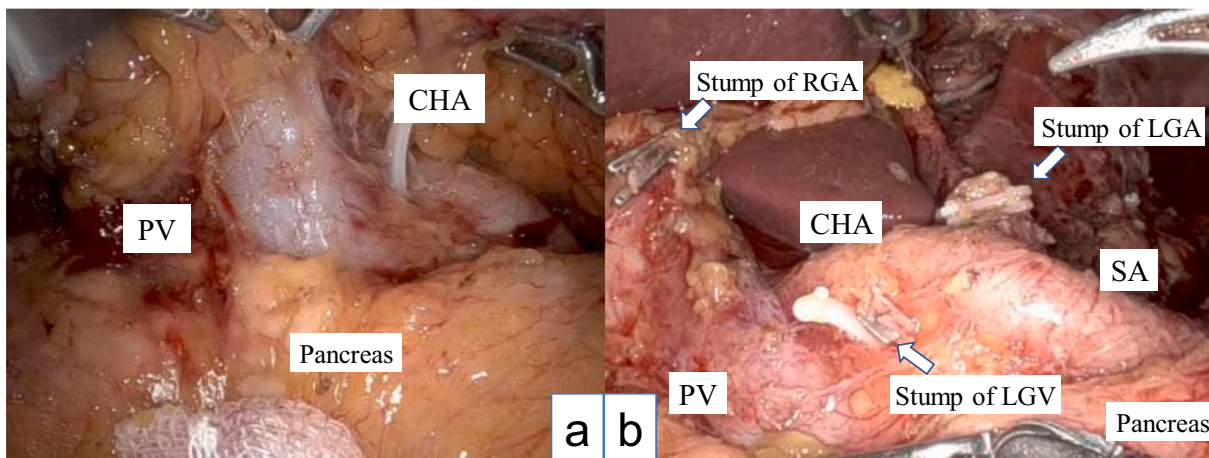 CHA
PV
Pancreas
a
Stump of RGA
Stump of LGA
CHA
SA
Stump of LGV
PV
Pancreas
b